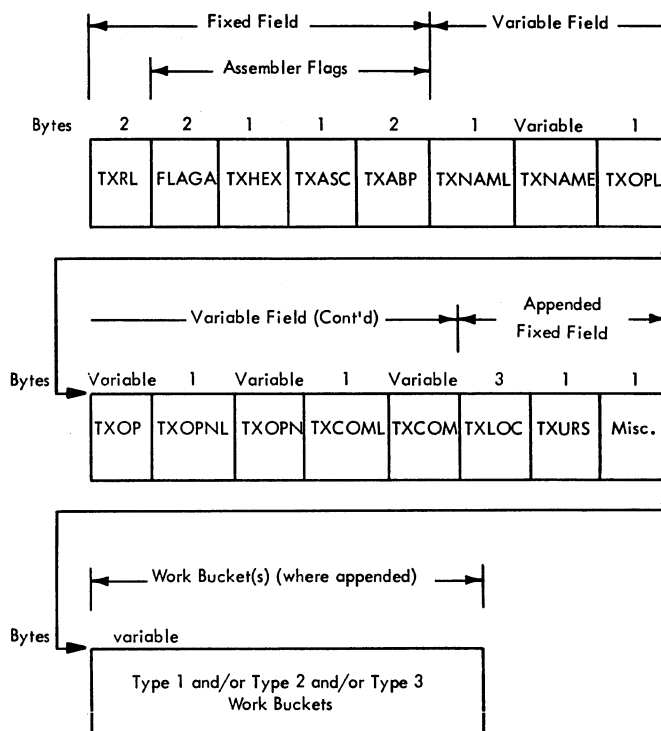 Fixed Field Variable Field
Assembler Flags
Bytes 2 2 1 1 2 1 Variable 1
TXRL FLAGA TXHEX TXASC TXABP TXNAML TXNAME TXOPL
Variable Field (Cont'd) Appended
Fixed Field
Bytes Variable 1 Variable 1 Variable 3 1 1
TXOP TXOPNL TXOPN TXCOML TXCOM TXLOC TXURS Misc.
Work Bucket(s) (where appended)
Bytes variable
Type 1 and/or Type 2 and/or Type 3
Work Buckets